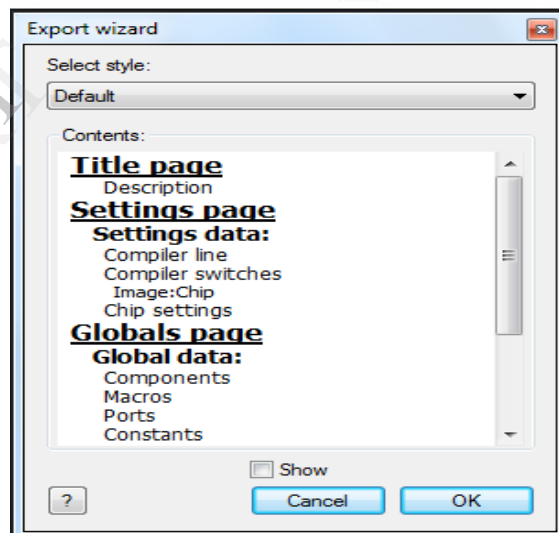 Export wizard
Select style:
Default
Contents:
Title page
Description
Settings page
Settings data:
Compiler line
Compiler switches
Image:Chip
Chip settings
Globals page
Global data:
Components
Macros
Ports
Constants
Show
?
Cancel
OK